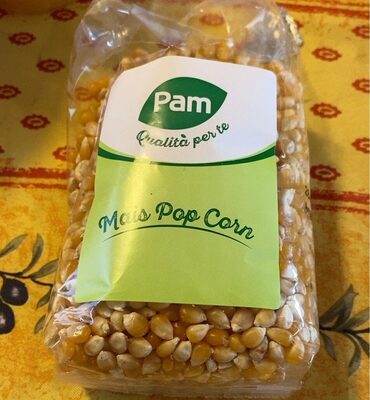 Pam
Qualità per te
Mais Pop Corn